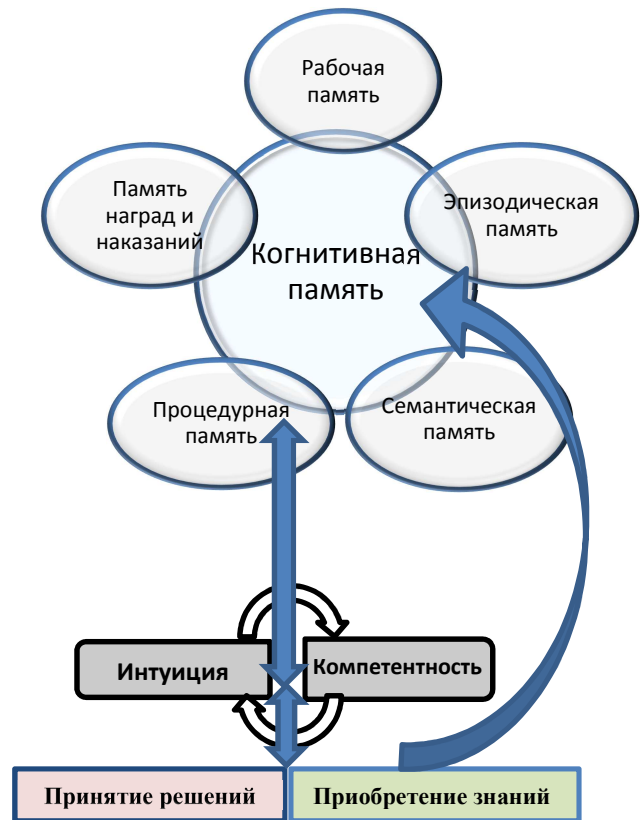 Рабочая
память
Память
наград и
наказаний
Эпизодическая
память
Когнитивная
память
Процедурная
память
Семантическая
память
Интуиция
Компетентность
Принятие решений
Приобретение знаний